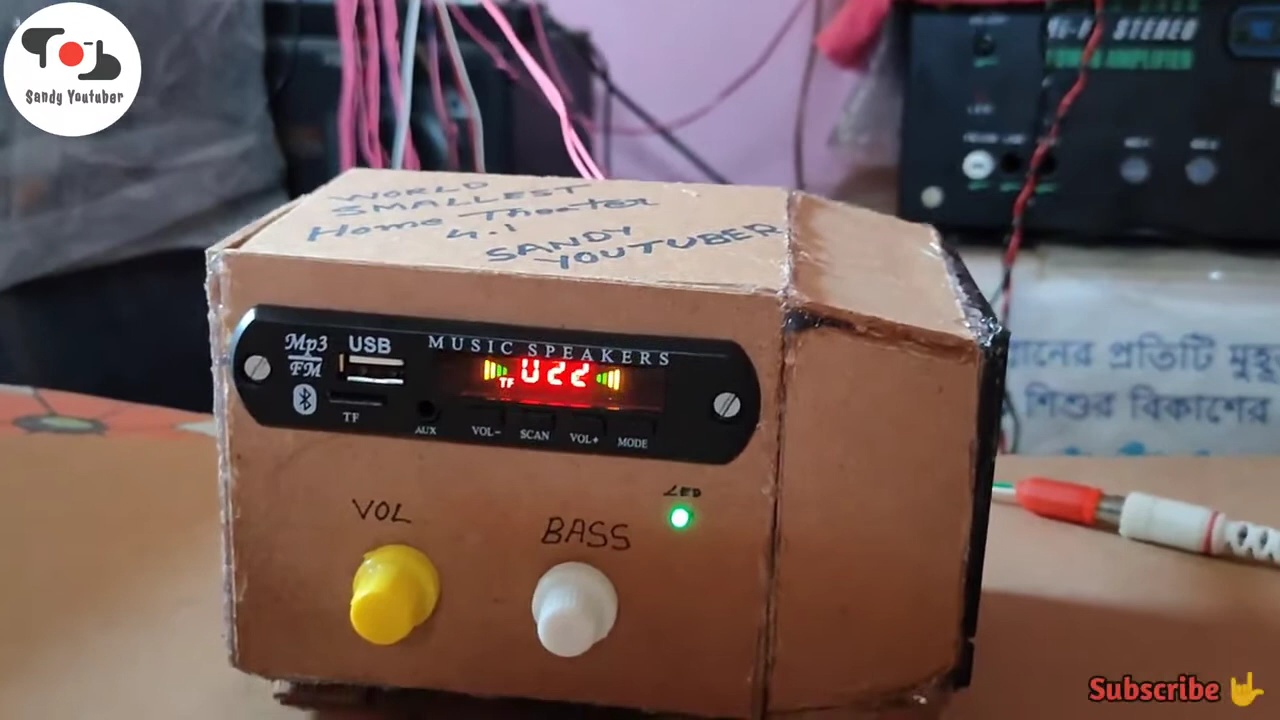 Sandy Youtuber
STEREO
WORLD
SMALLEST
Home Theater
4.1
SANDY
YOUTUBER
Mp3
FM
USB
TF
MUSIC SPEAKERS
TF U22
AUX
VOL-
SCAN
VOL+
MODE
LED
VOL
BASS
প্রতিটি
শিশুর বিকাশের
Subscribe